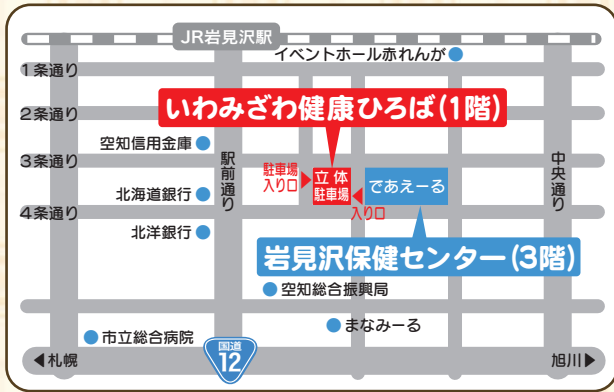 JR岩見沢駅
イベントホール赤れんが
1条通り
2条通り
いわみざわ健康ひろば(1階)
空知信用金庫
3条通り
駅前通り
駐車場
入り口
立体
駐車場
であえーる
中央通り
北海道銀行
入り口
4条通り
北洋銀行
岩見沢保健センター(3階)
空知総合振興局
まなみーる
市立総合病院
国道
12
◀札幌
旭川▶